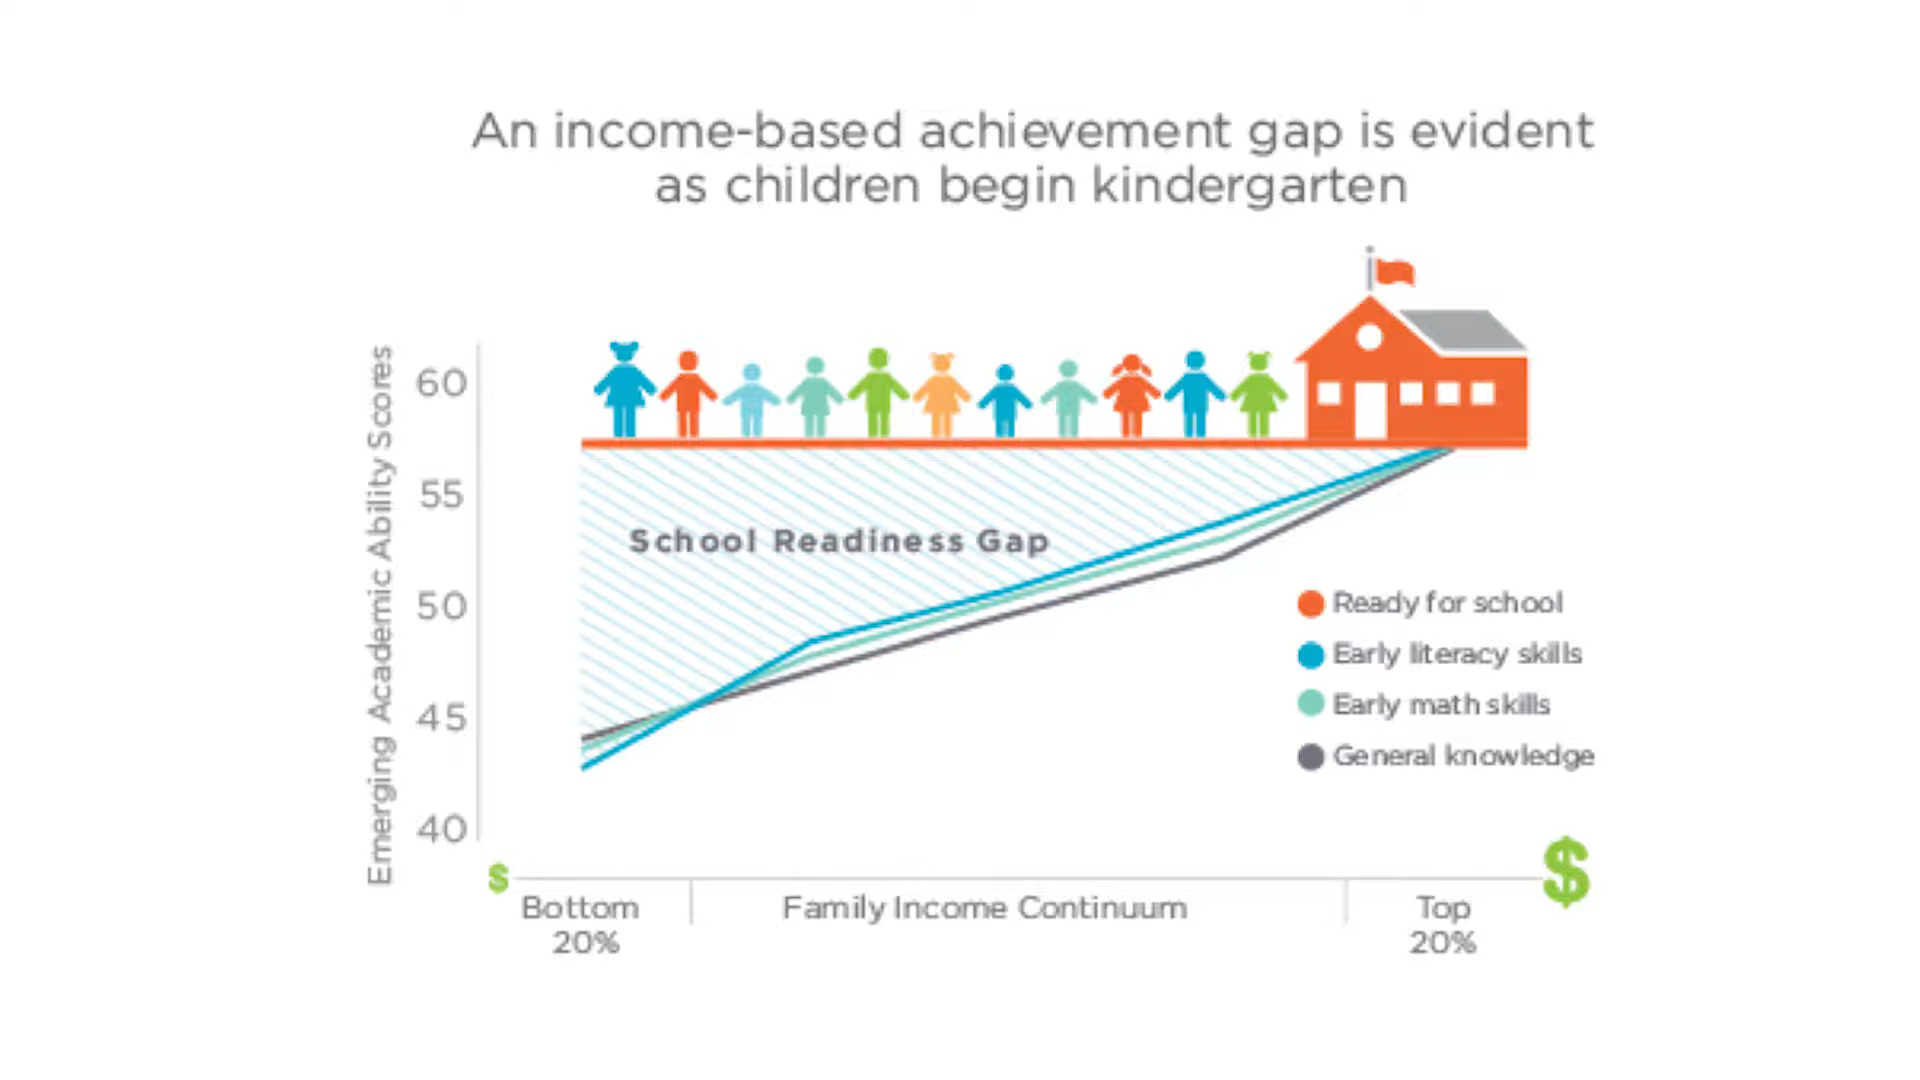 An income-based achievement gap is evident
as children begin kindergarten
Emerging Academic Ability Scores
60
55
50
45
40
School Readiness Gap
Ready for school
Early literacy skills
Early math skills
General knowledge
$
$
Bottom
20%
Family Income Continuum
Top
20%